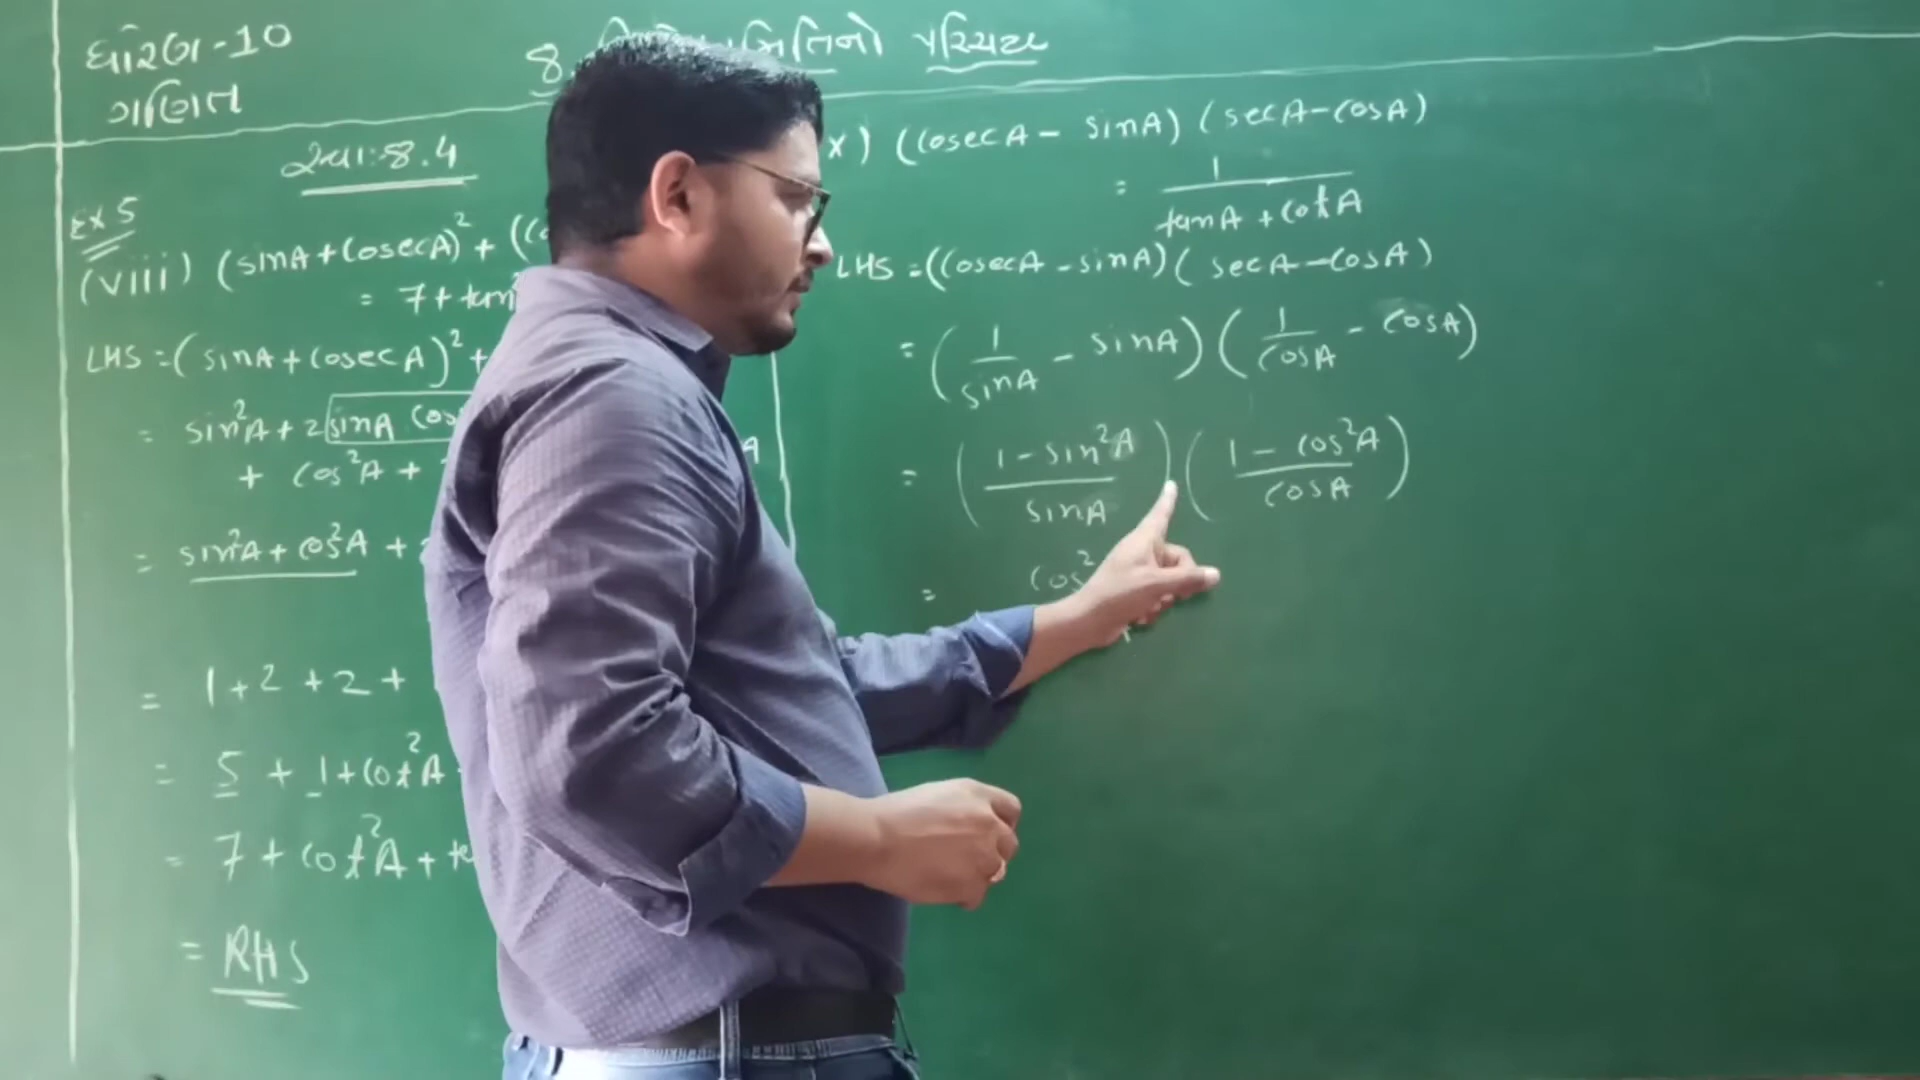 ધોરણ-10
ગણિત
8. પરિચય
સ્વા:8.4
Ex 5
(viii) (sinA+cosecA)²+
= 7+tan
LHS =(sinA+cosecA)²+
= sin²A+2 sinA
+ cos²A+
= sin²A+cos²A +
= 1+2+2+
= 5 + 1+cot²A
= 7+cot²A+
= RHS
x) (cosecA- sinA) (secA-cosA)
= 1/(tanA+cotA)
LHS =(cosecA-sinA)(secA-cosA)
= (1/sinA - sinA)(1/cosA - cosA)
= ((1-sin²A)/sinA)((1-cos²A)/cosA)
= cos²